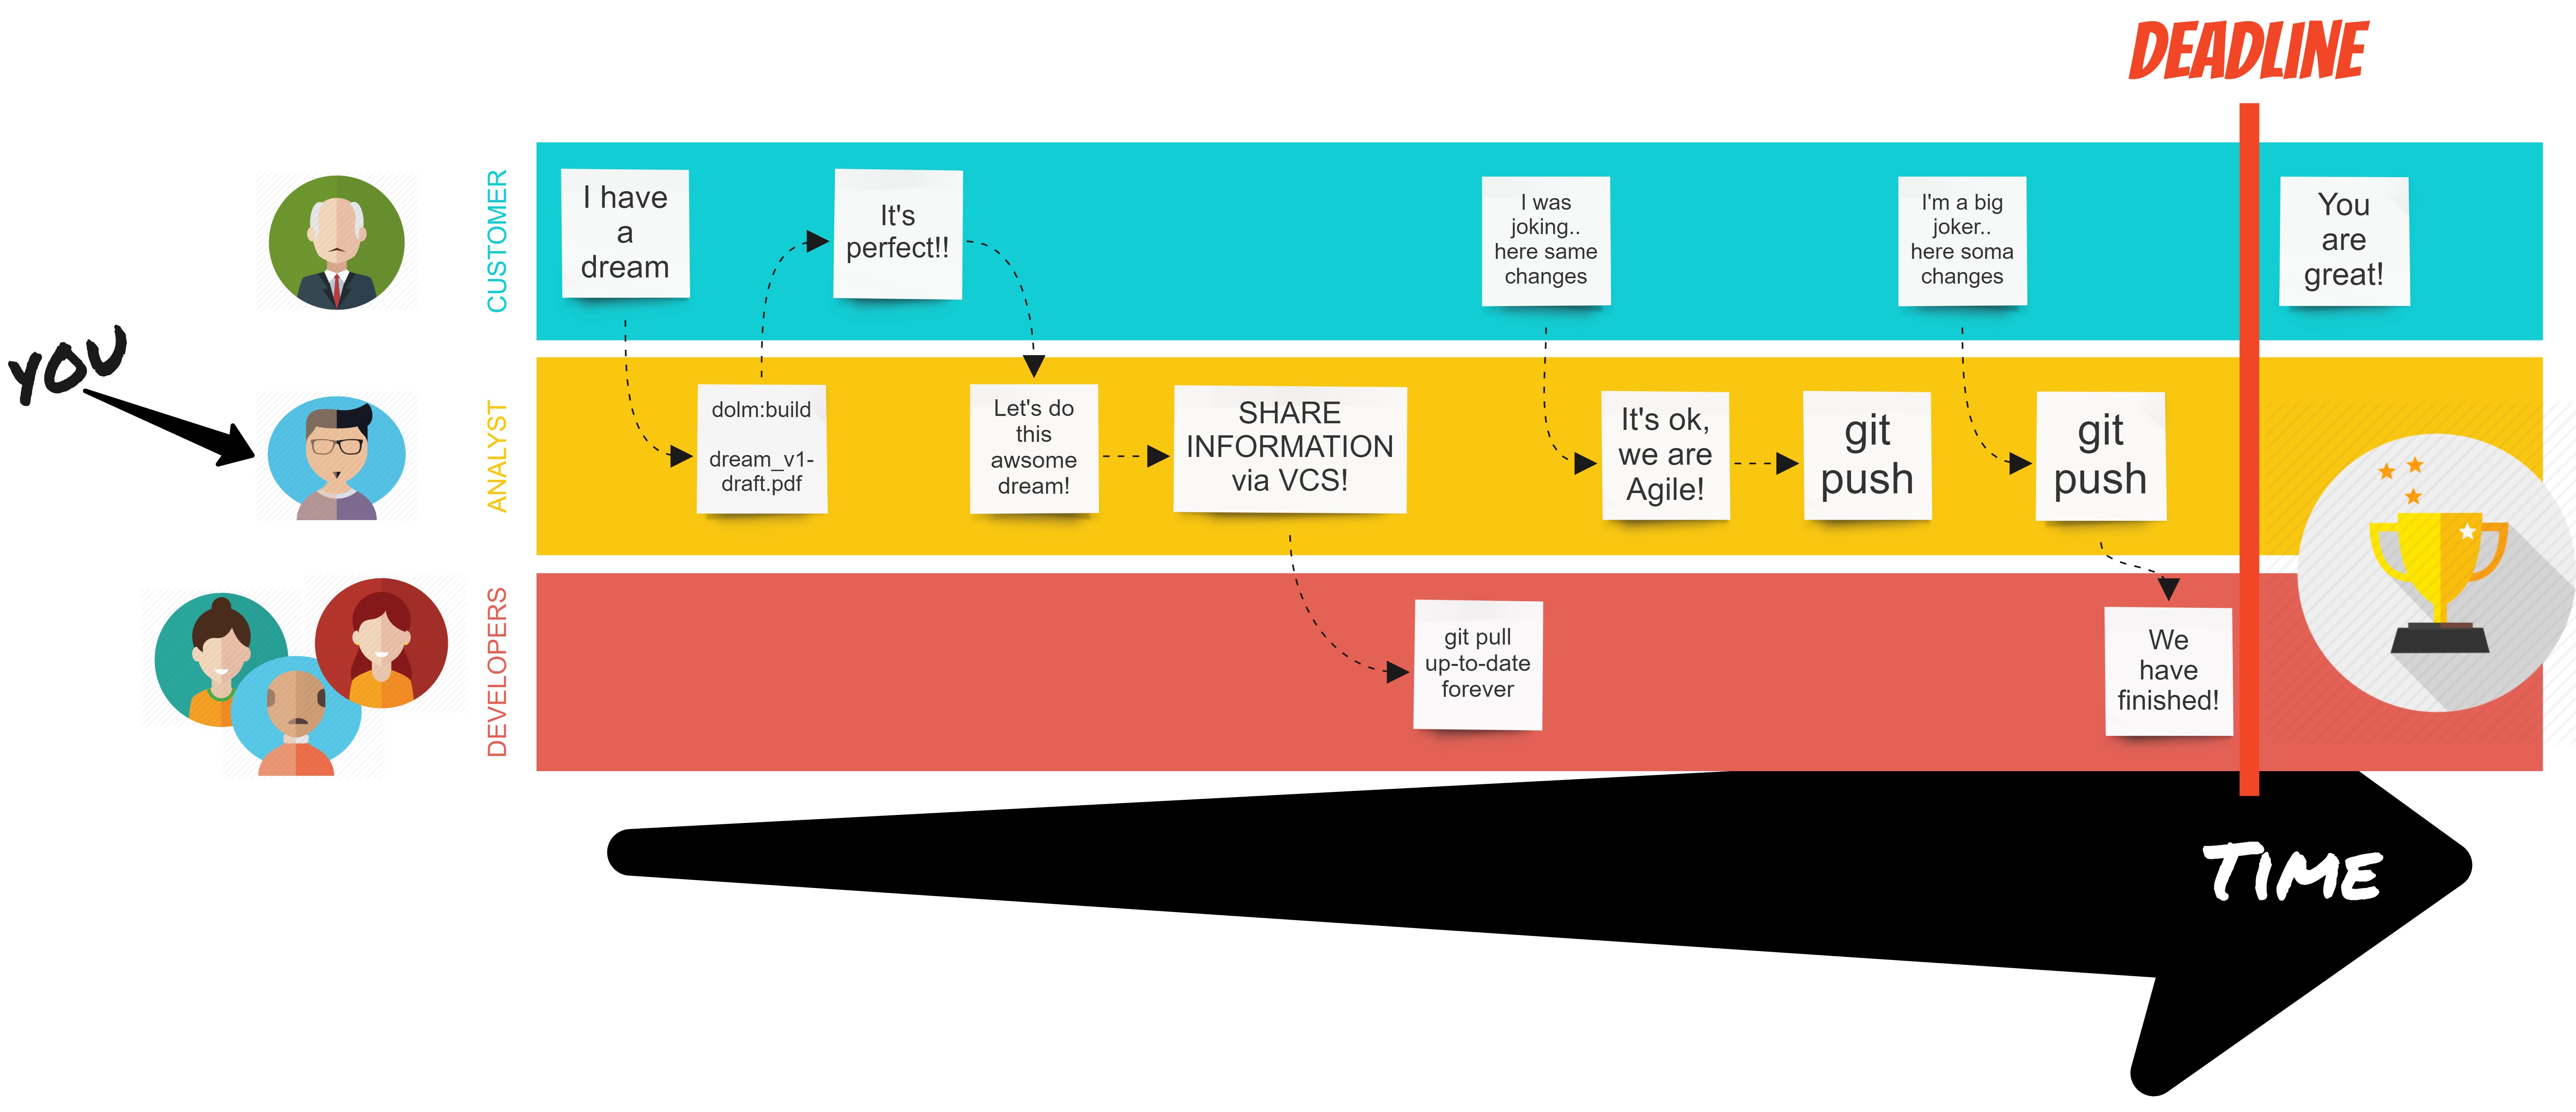 DEADLINE
CUSTOMER
I have
a
dream
It's
perfect!!
I was
joking..
here same
changes
I'm a big
joker..
here soma
changes
You
are
great!
YOU
ANALYST
dolm:build
dream_v1-
draft.pdf
Let's do
this
awsome
dream!
SHARE
INFORMATION
via VCS!
It's ok,
we are
Agile!
git
push
git
push
DEVELOPERS
git pull
up-to-date
forever
We
have
finished!
TIME